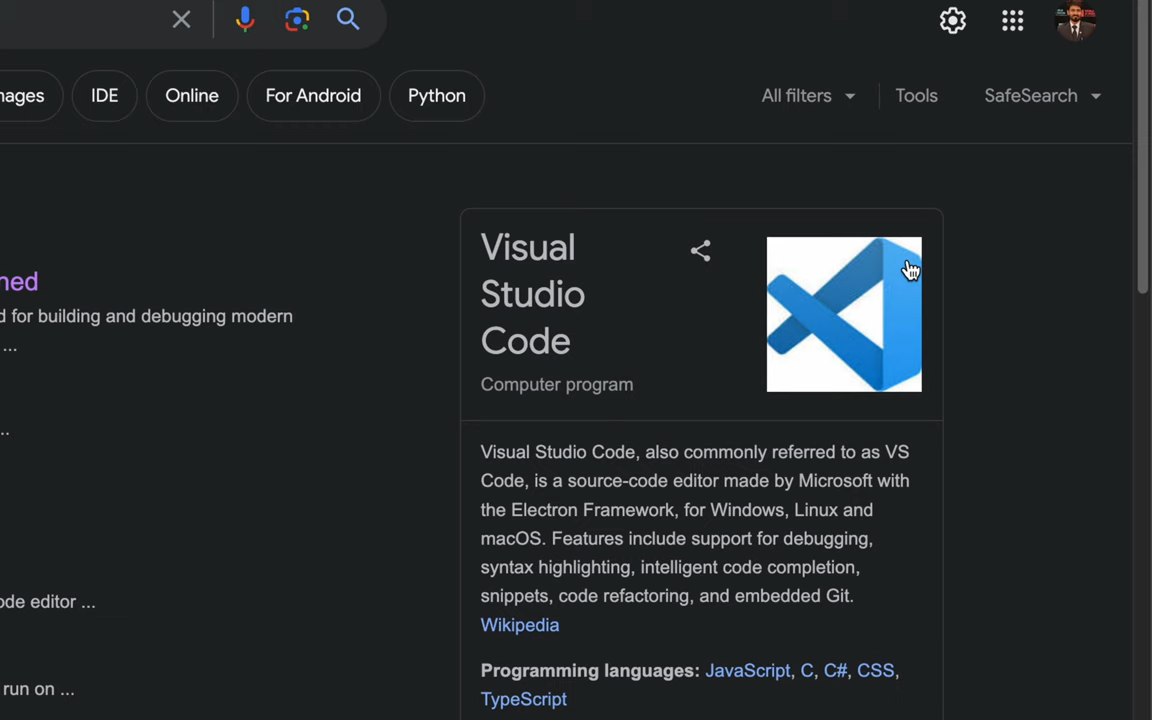 mages
IDE
Online
For Android
Python
All filters
Tools
SafeSearch
ned
d for building and debugging modern
...
..
ode editor ...
run on ...
Visual
Studio
Code
Computer program
Visual Studio Code, also commonly referred to as VS
Code, is a source-code editor made by Microsoft with
the Electron Framework, for Windows, Linux and
macOS. Features include support for debugging,
syntax highlighting, intelligent code completion,
snippets, code refactoring, and embedded Git.
Wikipedia
Programming languages: JavaScript, C, C#, CSS,
TypeScript